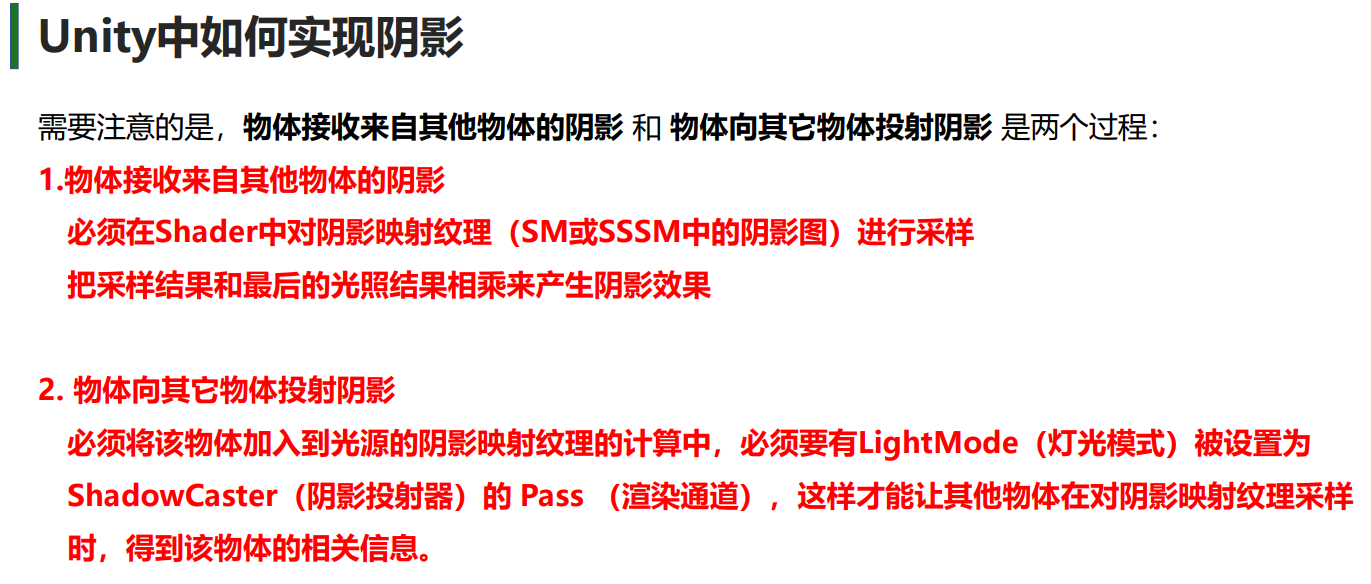 Unity中如何实现阴影
需要注意的是，物体接收来自其他物体的阴影 和 物体向其它物体投射阴影 是两个过程：
1.物体接收来自其他物体的阴影
必须在Shader中对阴影映射纹理（SM或SSSM中的阴影图）进行采样
把采样结果和最后的光照结果相乘来产生阴影效果
2. 物体向其它物体投射阴影
必须将该物体加入到光源的阴影映射纹理的计算中，必须要有LightMode（灯光模式）被设置为
ShadowCaster（阴影投射器）的 Pass （渲染通道），这样才能让其他物体在对阴影映射纹理采样
时，得到该物体的相关信息。